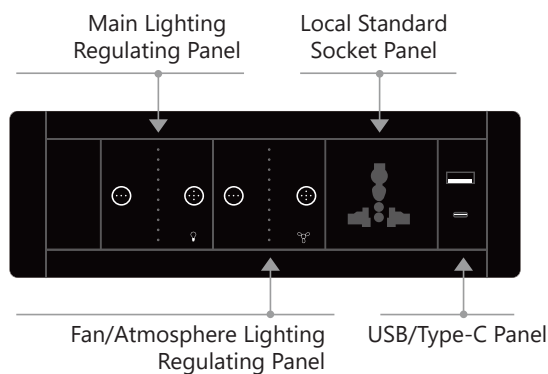 Main Lighting
Regulating Panel
Local Standard
Socket Panel
Fan/Atmosphere Lighting
Regulating Panel
USB/Type-C Panel